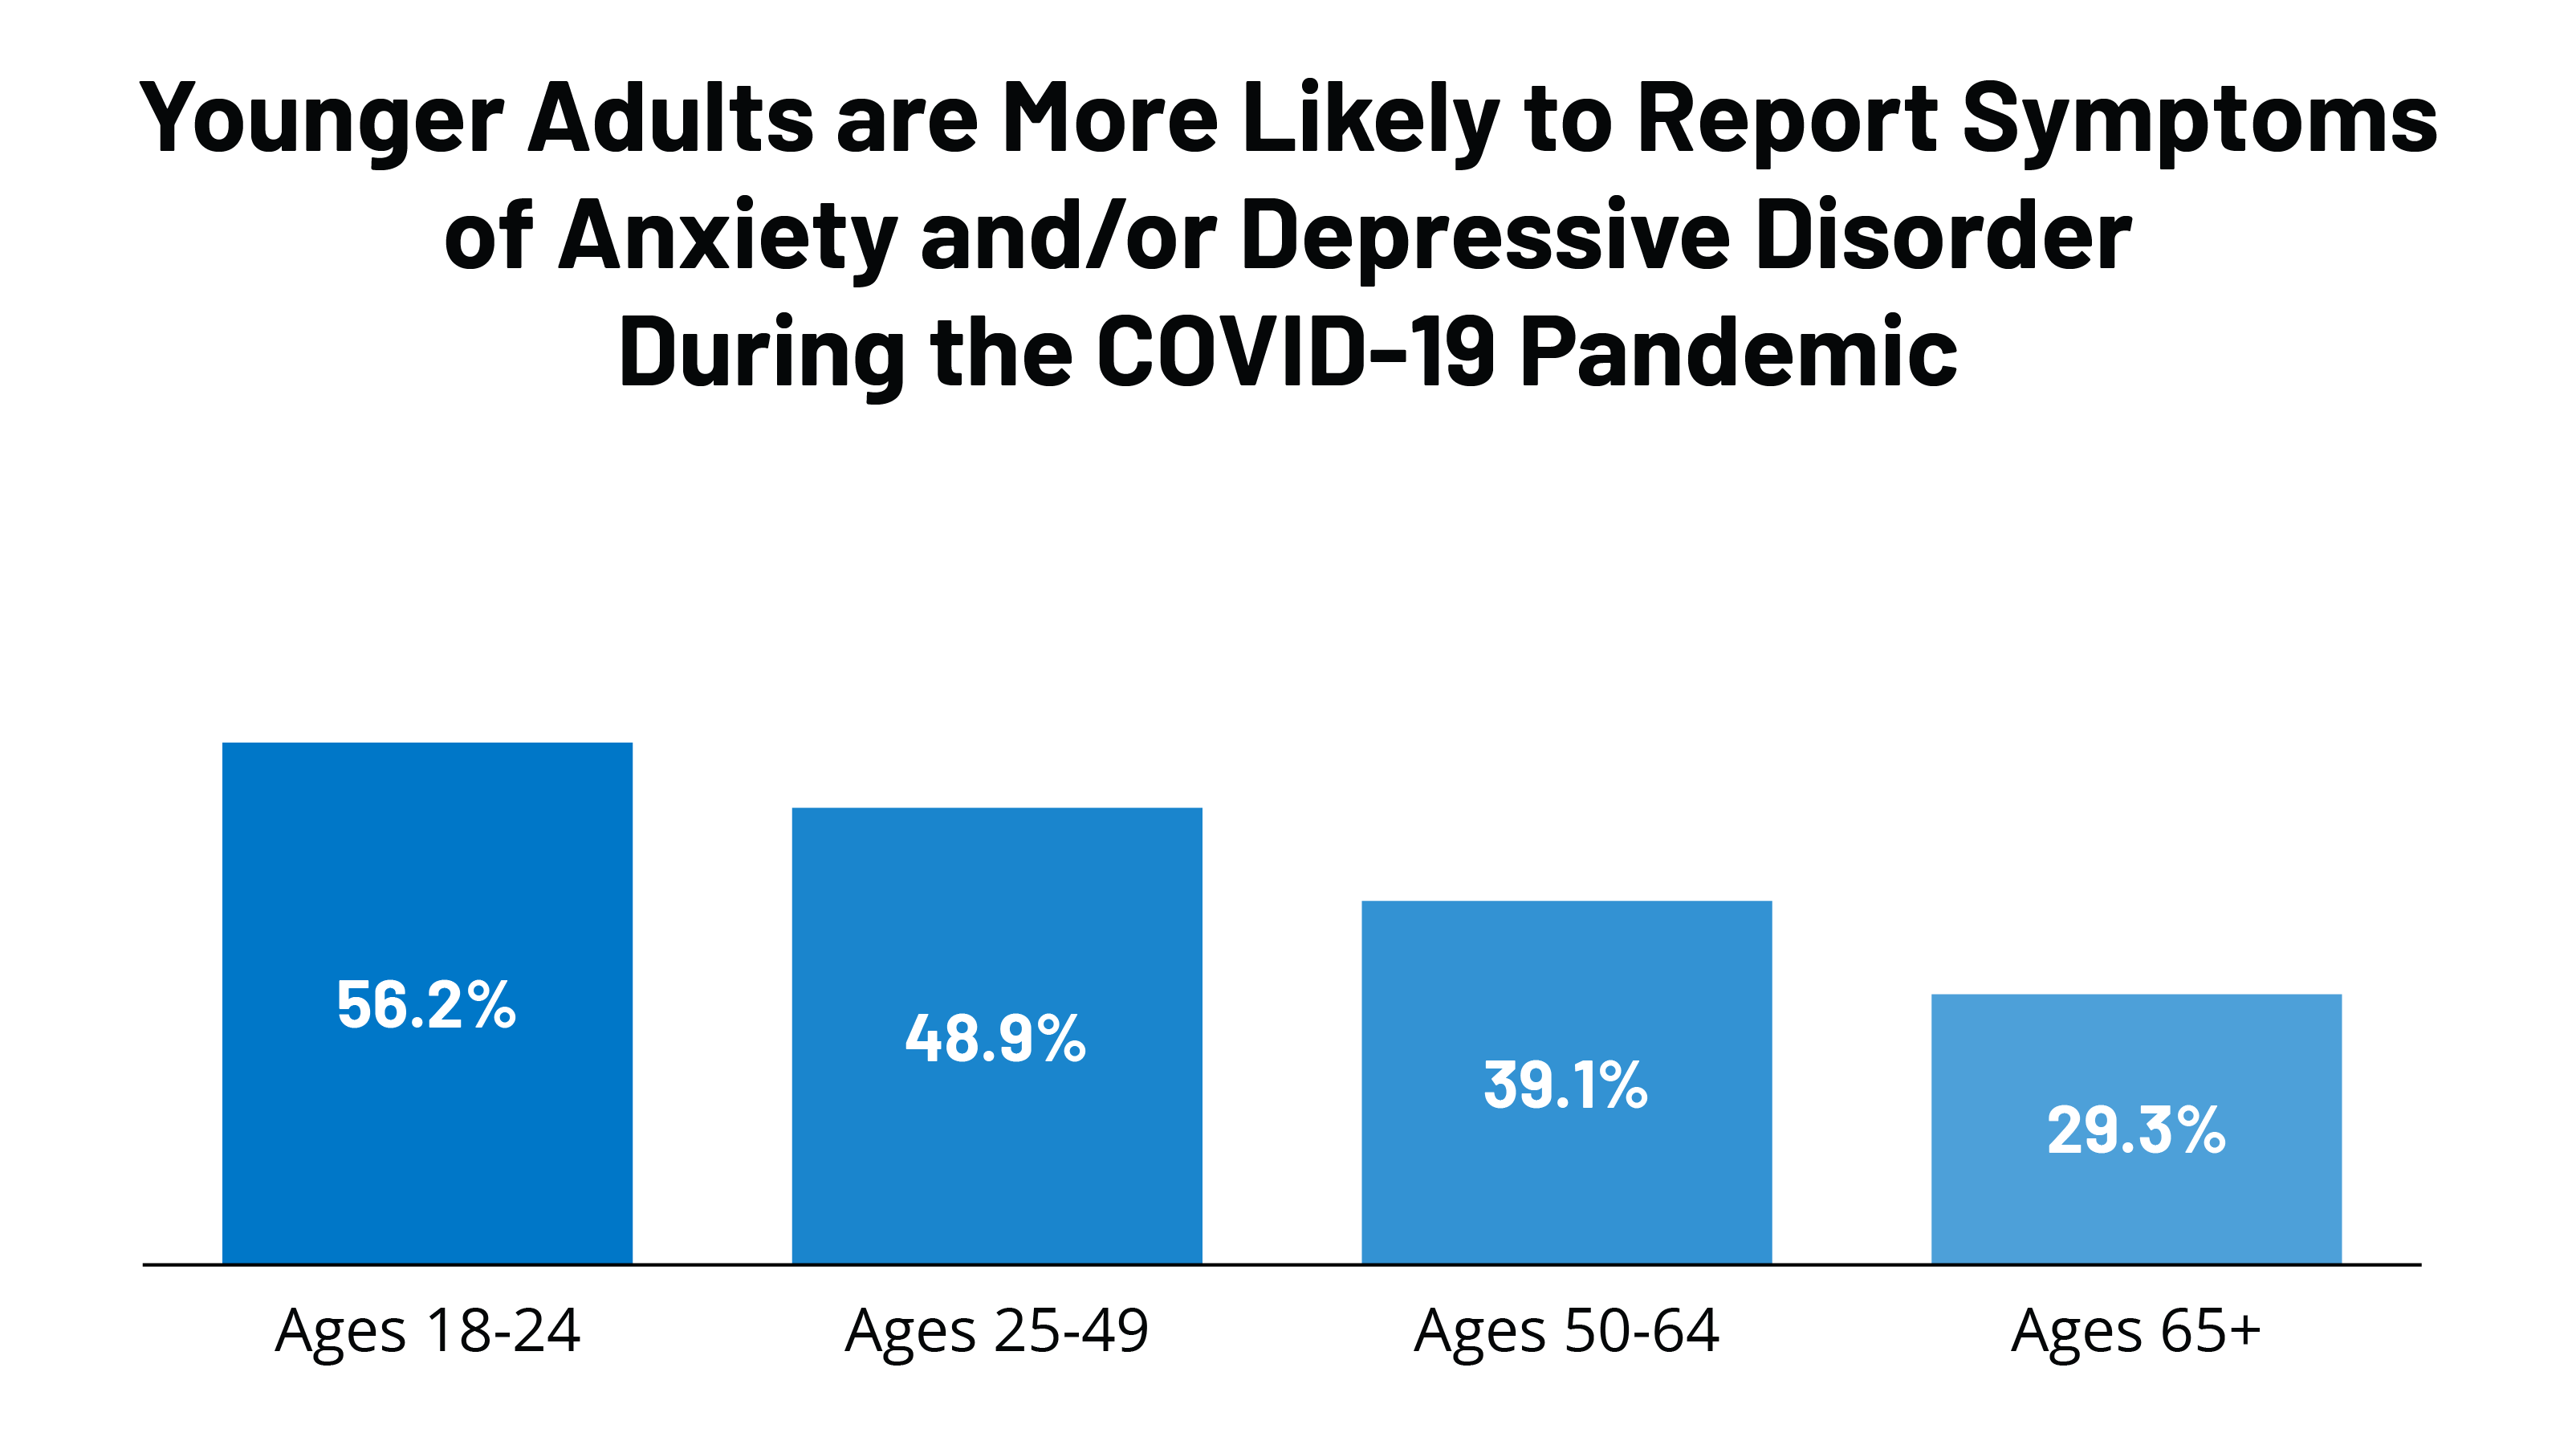 Younger Adults are More Likely to Report Symptoms
of Anxiety and/or Depressive Disorder
During the COVID-19 Pandemic
56.2%
48.9%
39.1%
29.3%
Ages 18-24
Ages 25-49
Ages 50-64
Ages 65+